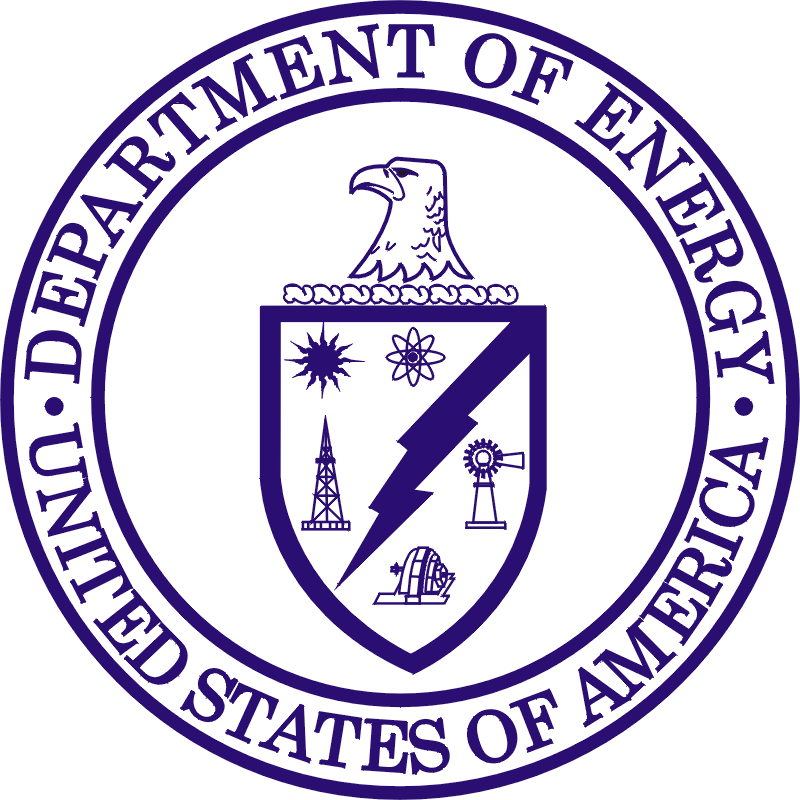 DEPARTMENT OF ENERGY
UNITED STATES OF AMERICA